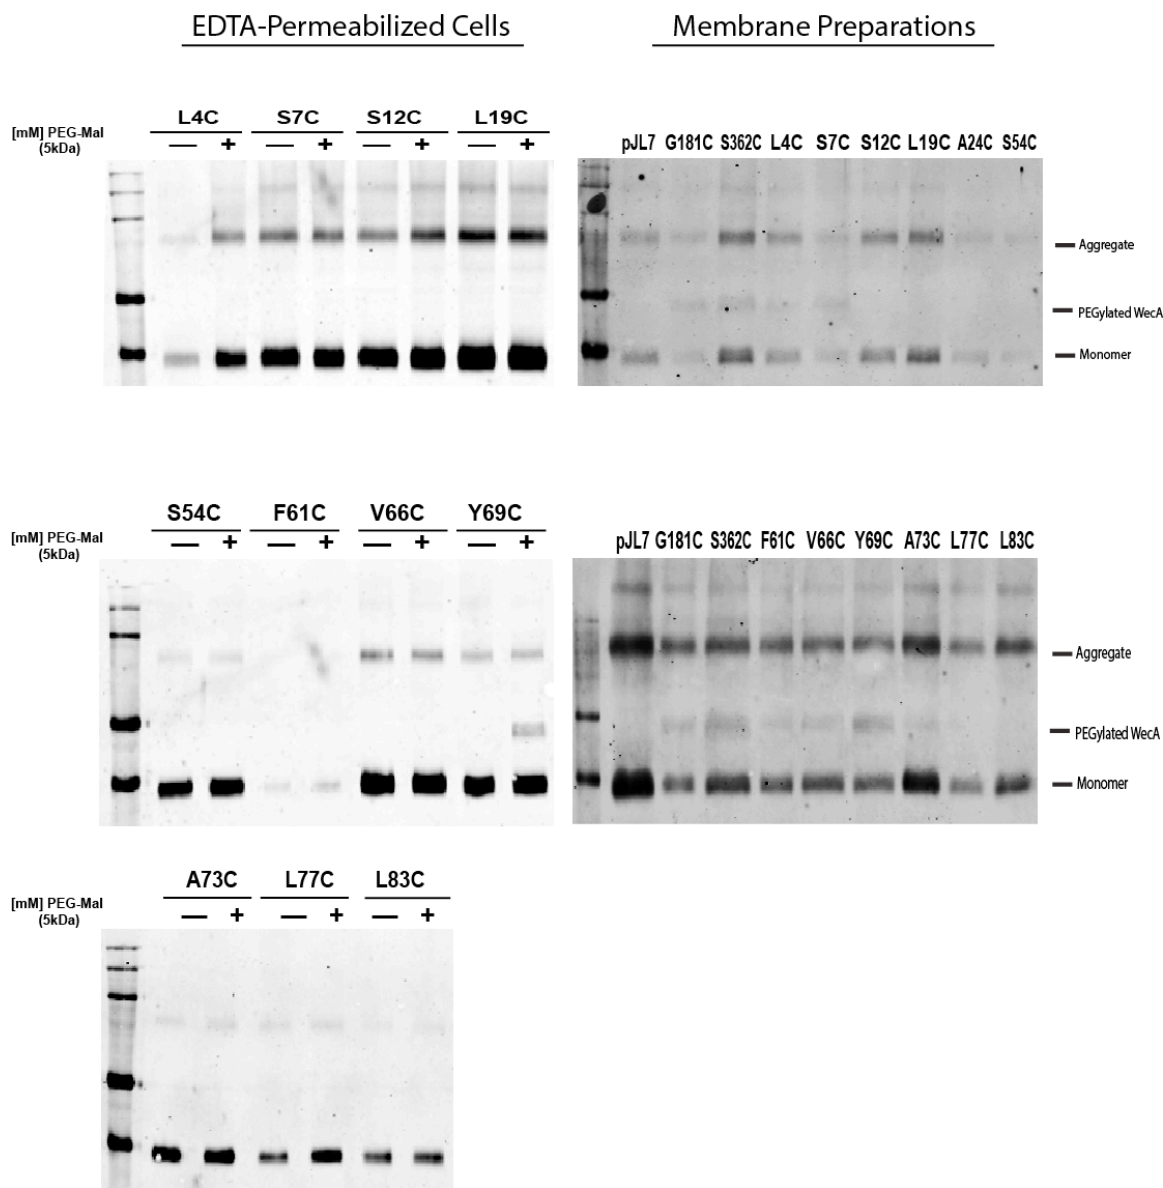 EDTA-Permeabilized Cells
Membrane Preparations
L4C S7C S12C L19C
[mM] PEG-Mal
(5kDa)
— + — + — + — +
pJL7 G181C S362C L4C S7C S12C L19C A24C S54C
Aggregate
PEGylated WecA
Monomer
S54C F61C V66C Y69C
[mM] PEG-Mal
(5kDa)
— + — + — + — +
pJL7 G181C S362C F61C V66C Y69C A73C L77C L83C
Aggregate
PEGylated WecA
Monomer
A73C L77C L83C
[mM] PEG-Mal
(5kDa)
— + — + — +